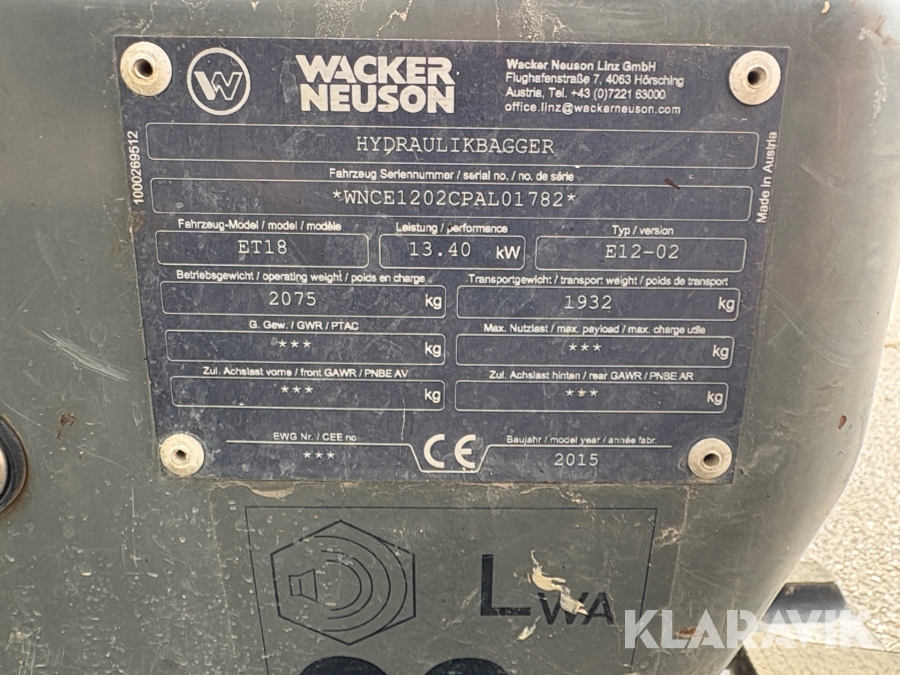 WACKER
NEUSON
Wacker Neuson Linz GmbH
Flughafenstraße 7, 4063 Hörsching
Austria, Tel. +43 (0)7221 63000
office.linz@wackerneuson.com
1000269512
Made in Austria
HYDRAULIKBAGGER
Fahrzeug Seriennummer / serial no. / no. de série
*WNCE1202CPAL01782*
Fahrzeug-Model / model / modèle
Leistung / performance
Typ / version
ET18
13.40 kW
E12-02
Betriebsgewicht / operating weight / poids en charge
Transportgewicht / transport weight / poids de transport
2075 kg
1932 kg
G. Gew. / GWR / PTAC
Max. Nutzlast / max. payload / max. charge utile
*** kg
*** kg
Zul. Achslast vorne / front GAWR / PNBE AV
Zul. Achslast hinten / rear GAWR / PNBE AR
*** kg
*** kg
EWG Nr. / CEE no
***
CE
Baujahr / model year / année fabr.
2015
LWA
KLARAVIK